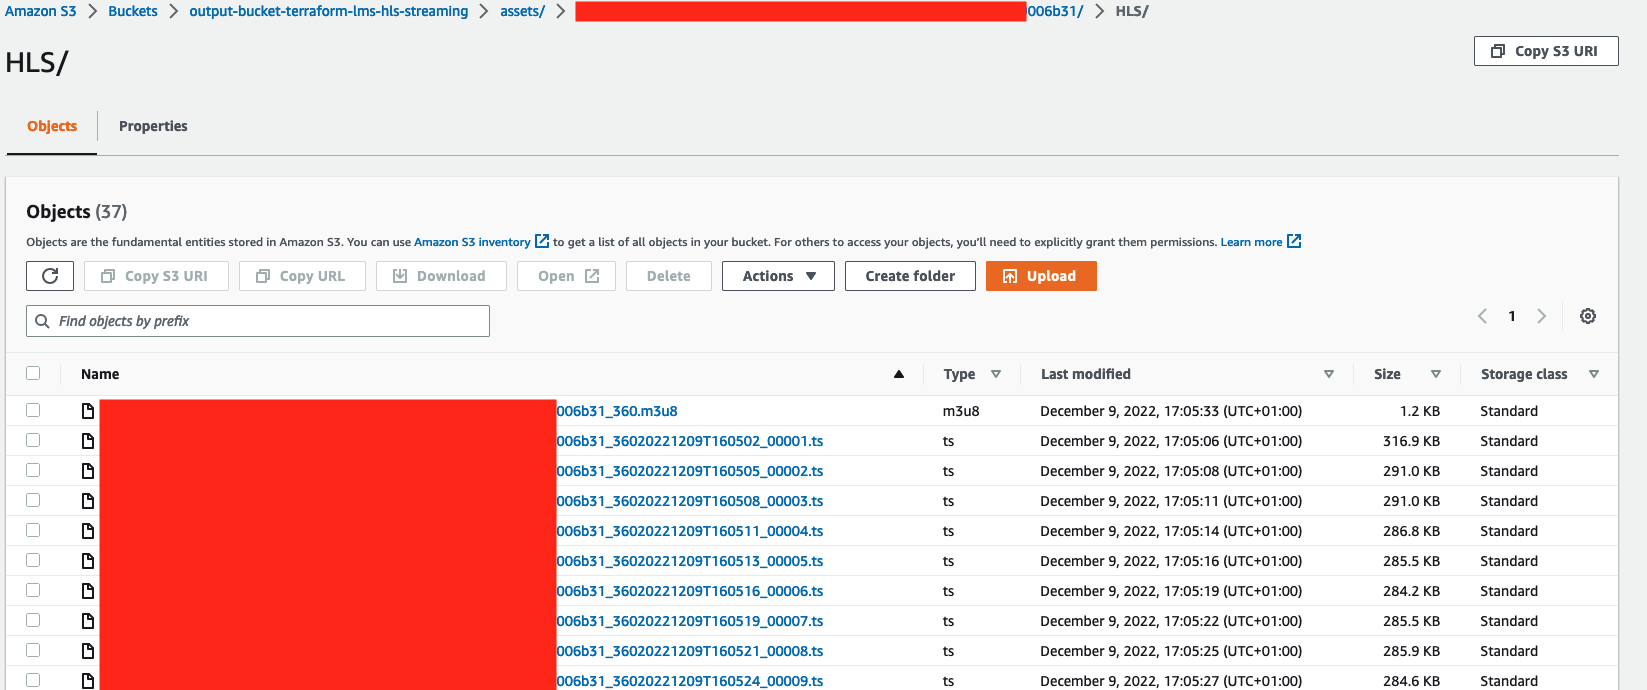 Amazon S3 > Buckets > output-bucket-terraform-lms-hls-streaming > assets/ > 006b31/ > HLS/
HLS/
Copy S3 URI
Objects Properties
Objects (37)
Objects are the fundamental entities stored in Amazon S3. You can use Amazon S3 inventory to get a list of all objects in your bucket. For others to access your objects, you'll need to explicitly grant them permissions. Learn more
Copy S3 URI Copy URL Download Open Delete Actions Create folder Upload
Find objects by prefix
1
Name Type Last modified Size Storage class
006b31_360.m3u8 m3u8 December 9, 2022, 17:05:33 (UTC+01:00) 1.2 KB Standard
006b31_36020221209T160502_00001.ts ts December 9, 2022, 17:05:06 (UTC+01:00) 316.9 KB Standard
006b31_36020221209T160505_00002.ts ts December 9, 2022, 17:05:08 (UTC+01:00) 291.0 KB Standard
006b31_36020221209T160508_00003.ts ts December 9, 2022, 17:05:11 (UTC+01:00) 291.0 KB Standard
006b31_36020221209T160511_00004.ts ts December 9, 2022, 17:05:14 (UTC+01:00) 286.8 KB Standard
006b31_36020221209T160513_00005.ts ts December 9, 2022, 17:05:16 (UTC+01:00) 285.5 KB Standard
006b31_36020221209T160516_00006.ts ts December 9, 2022, 17:05:19 (UTC+01:00) 284.2 KB Standard
006b31_36020221209T160519_00007.ts ts December 9, 2022, 17:05:22 (UTC+01:00) 285.5 KB Standard
006b31_36020221209T160521_00008.ts ts December 9, 2022, 17:05:25 (UTC+01:00) 285.9 KB Standard
006b31_36020221209T160524_00009.ts ts December 9, 2022, 17:05:27 (UTC+01:00) 284.6 KB Standard